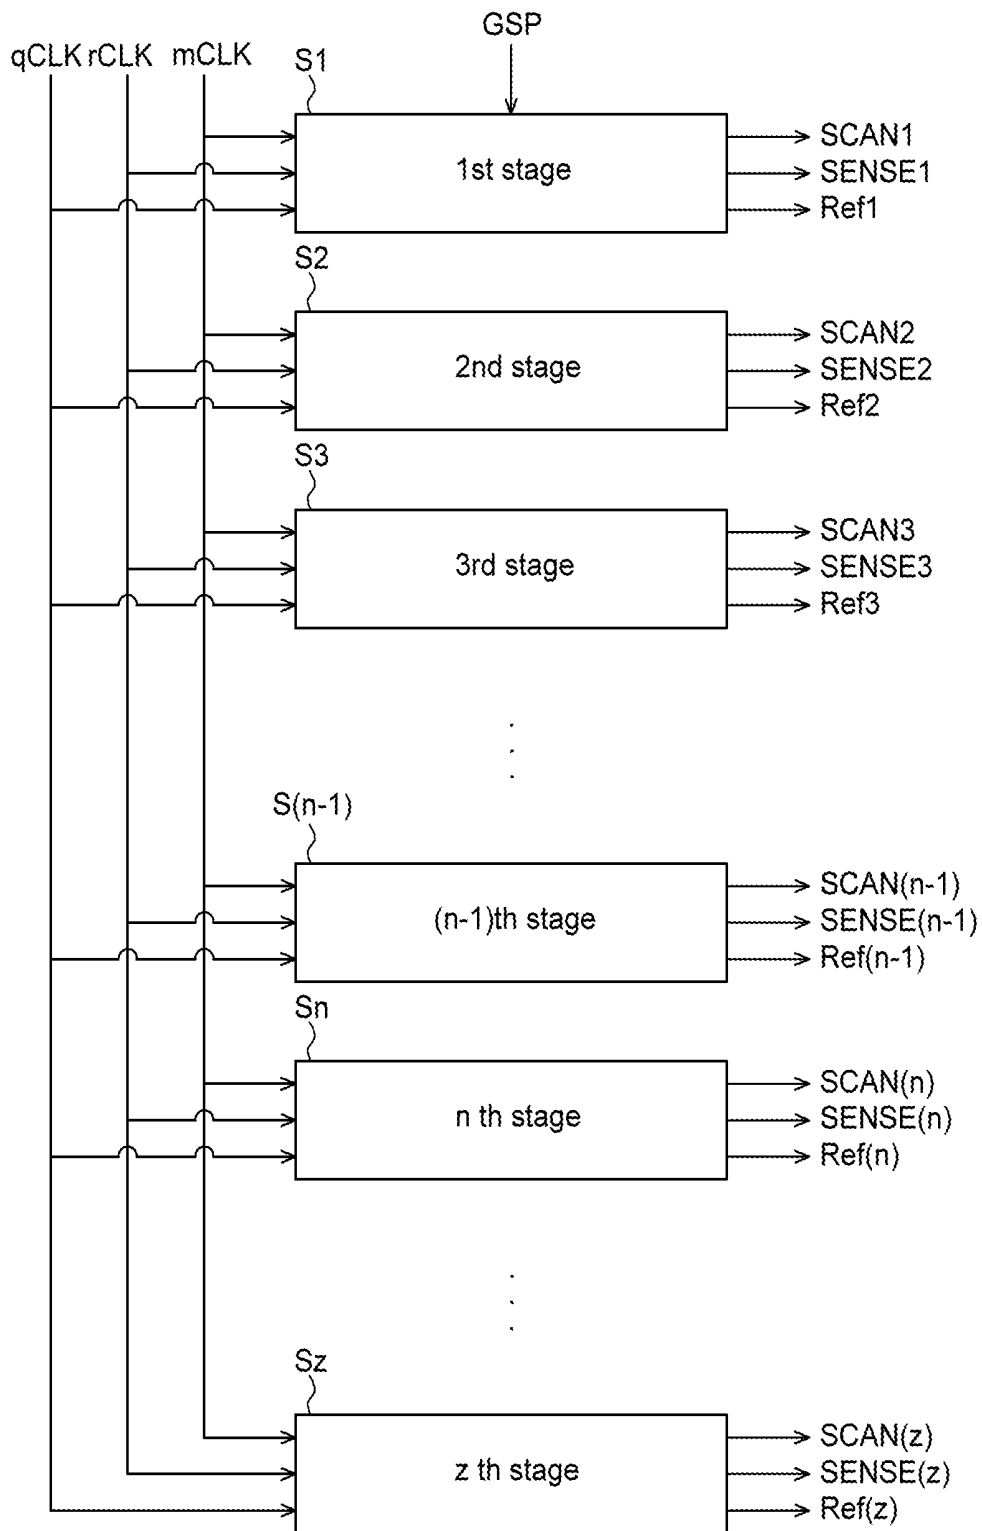 GSP
qCLK rCLK mCLK
S1
1st stage
SCAN1
SENSE1
Ref1
S2
2nd stage
SCAN2
SENSE2
Ref2
S3
3rd stage
SCAN3
SENSE3
Ref3
S(n-1)
(n-1)th stage
SCAN(n-1)
SENSE(n-1)
Ref(n-1)
Sn
n th stage
SCAN(n)
SENSE(n)
Ref(n)
Sz
z th stage
SCAN(z)
SENSE(z)
Ref(z)